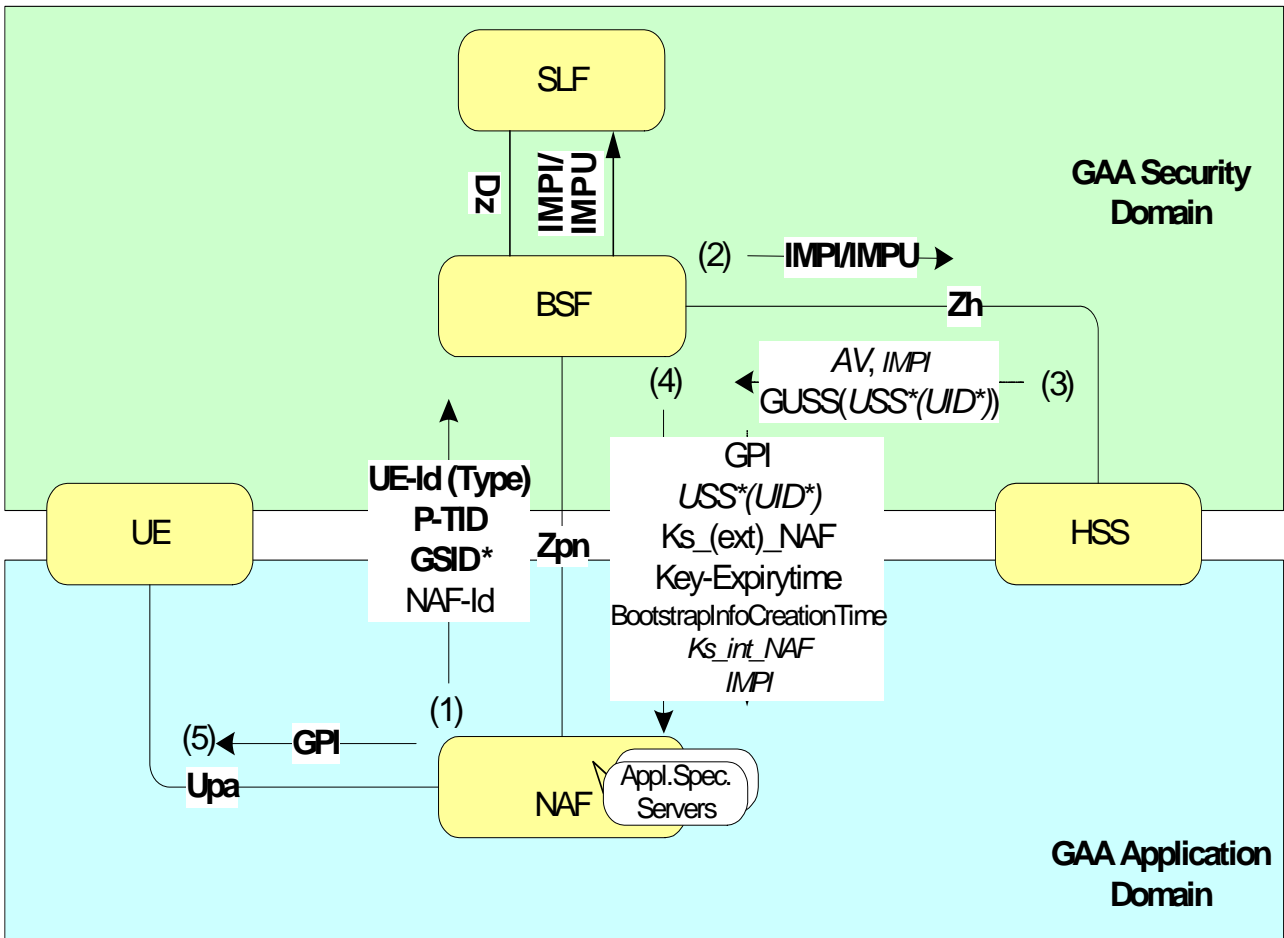 SLF
Dz
IMPI/
IMPU
GAA Security
Domain
(2)
IMPI/IMPU
BSF
Zh
AV, IMPI
GUSS(USS*(UID*))
(3)
(4)
UE-Id (Type)
P-TID
GSID*
NAF-Id
Zpn
GPI
USS*(UID*)
Ks_(ext)_NAF
Key-Expirytime
BootstrapInfoCreationTime
Ks_int_NAF
IMPI
UE
HSS
(1)
(5)
GPI
Upa
NAF
Appl.Spec.
Servers
GAA Application
Domain